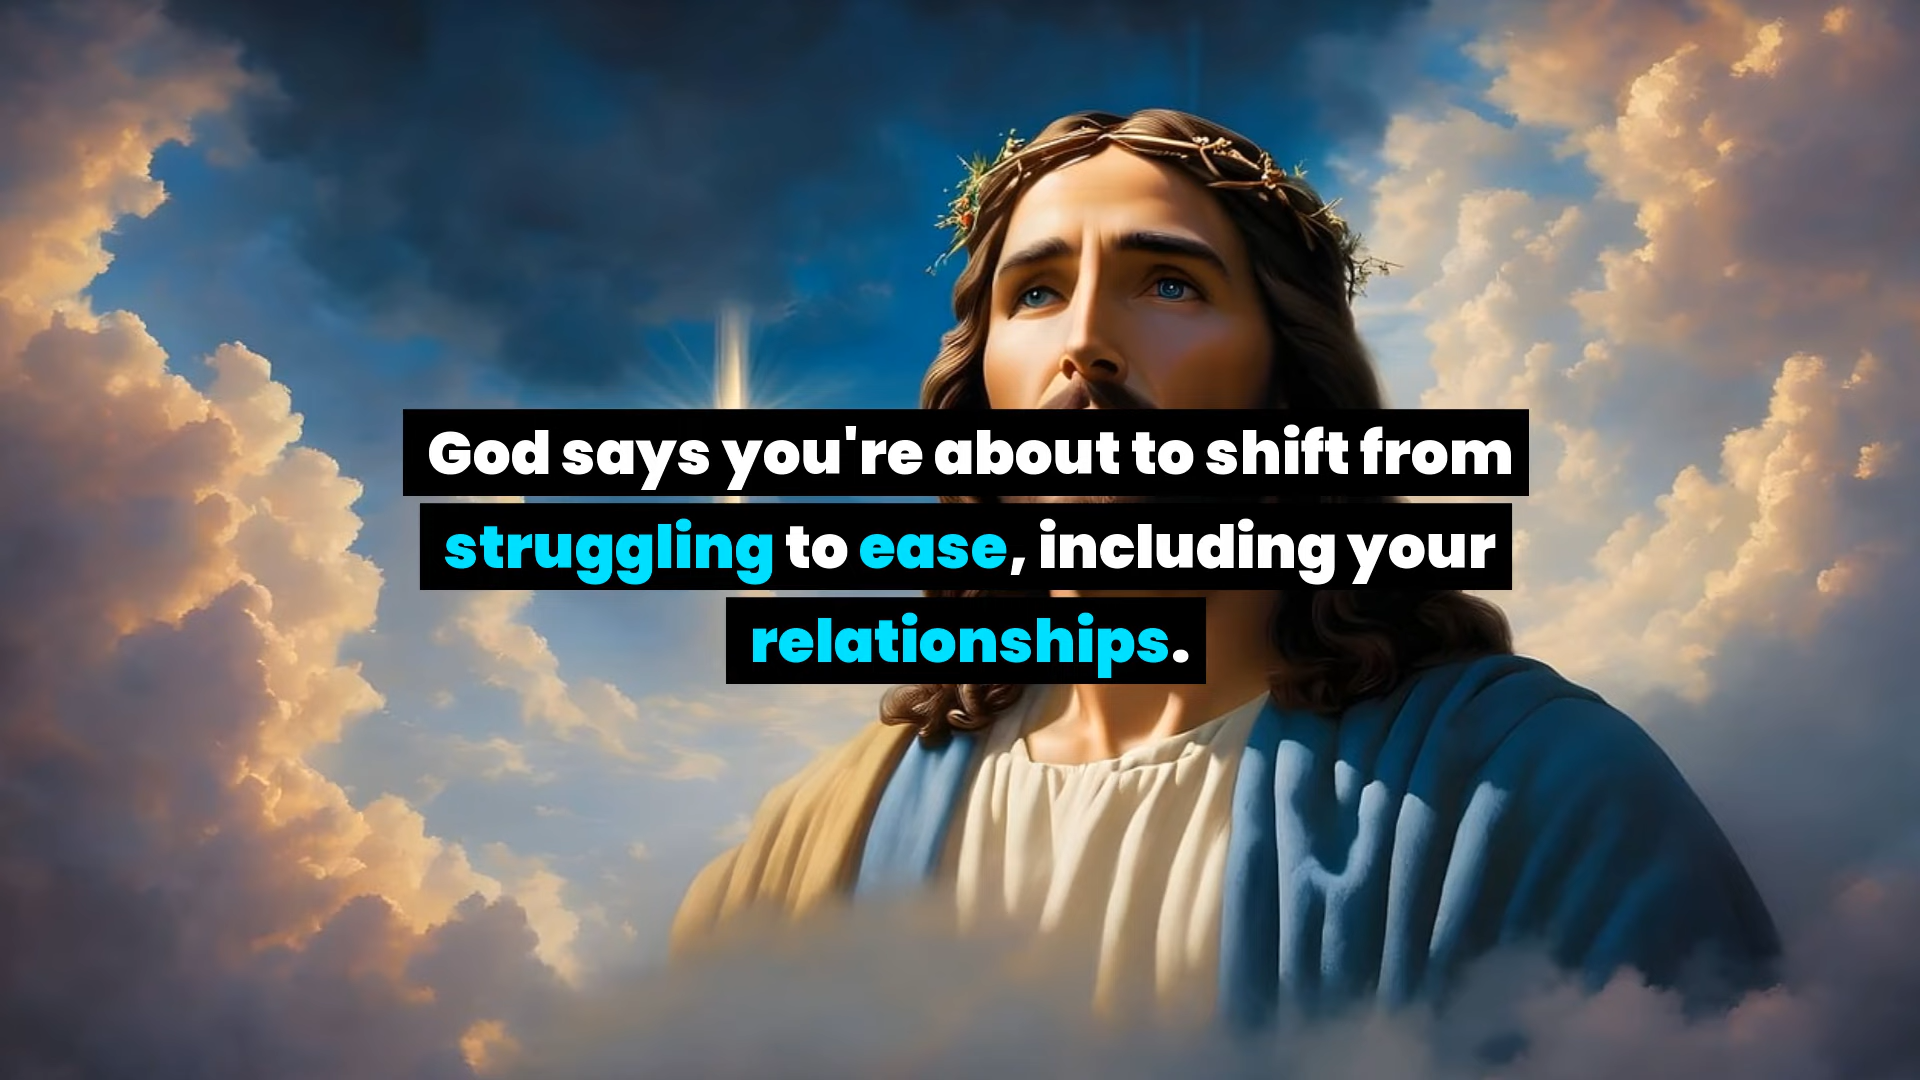 God says you're about to shift from
struggling to ease, including your
relationships.